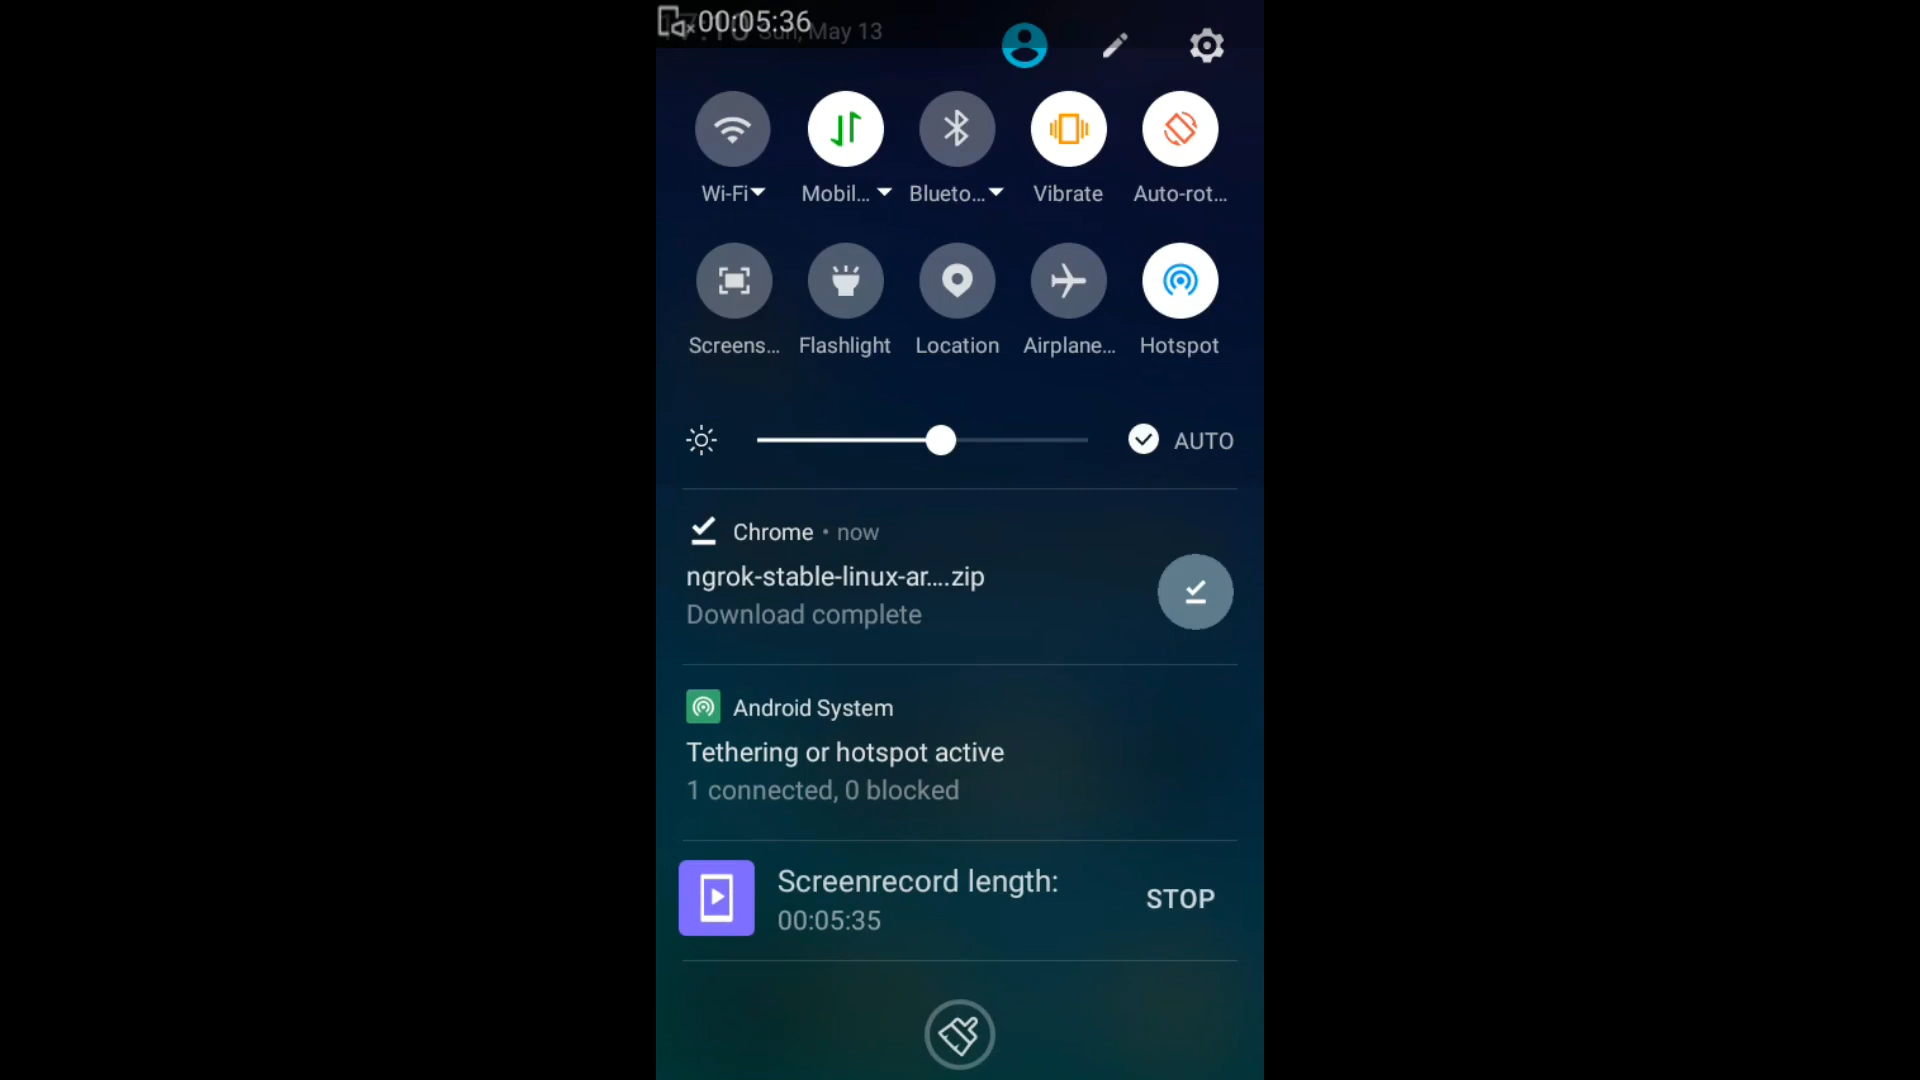 00:05:36
Sun, May 13
Wi-Fi
Mobil...
Blueto...
Vibrate
Auto-rot...
Screens...
Flashlight
Location
Airplane...
Hotspot
AUTO
Chrome • now
ngrok-stable-linux-ar....zip
Download complete
Android System
Tethering or hotspot active
1 connected, 0 blocked
Screenrecord length:
00:05:35
STOP